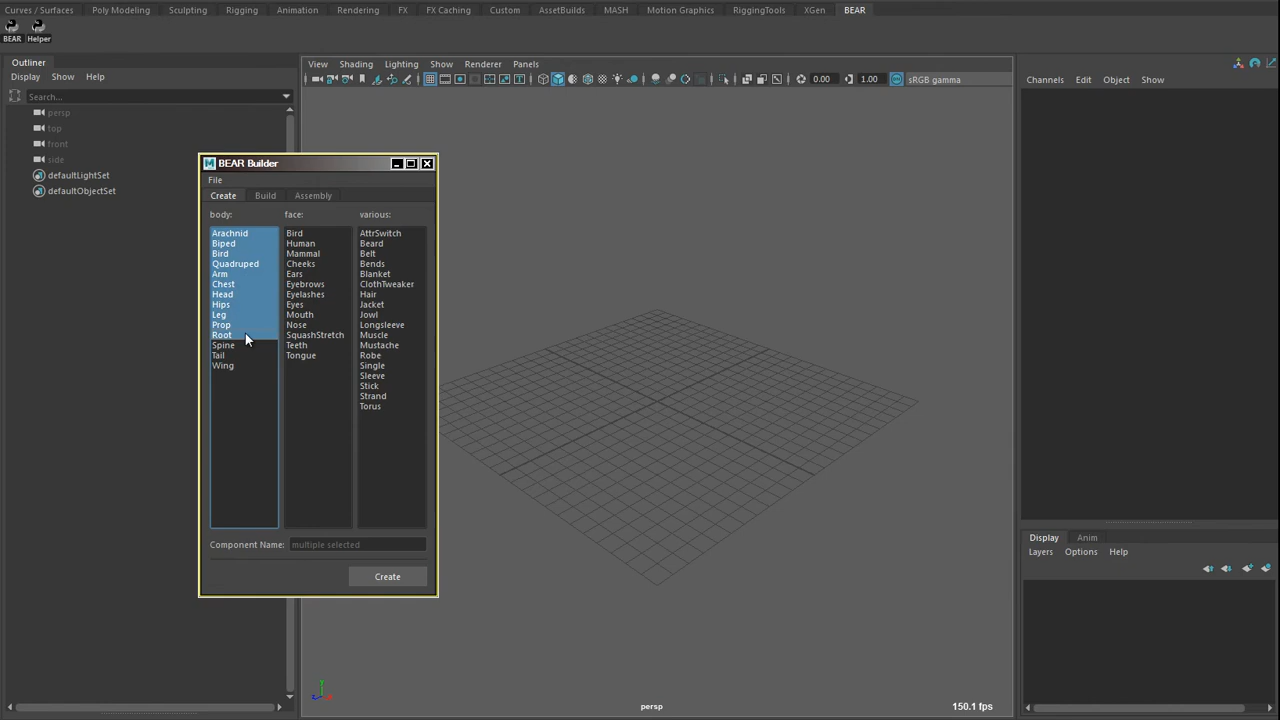 Curves / Surfaces Poly Modeling Sculpting Rigging Animation Rendering FX FX Caching Custom AssetBuilds MASH Motion Graphics RiggingTools XGen BEAR
BEAR Helper
Outliner
Display Show Help
Search...
persp
top
front
side
defaultLightSet
defaultObjectSet
View Shading Lighting Show Renderer Panels
0.00 1.00 sRGB gamma
BEAR Builder
File
Create Build Assembly
body:
Arachnid
Biped
Bird
Quadruped
Arm
Chest
Head
Hips
Leg
Prop
Root
Spine
Tail
Wing
face:
Bird
Human
Mammal
Cheeks
Ears
Eyebrows
Eyelashes
Eyes
Mouth
Nose
SquashStretch
Teeth
Tongue
various:
AttrSwitch
Beard
Belt
Bends
Blanket
ClothTweaker
Hair
Jacket
Jowl
Longsleeve
Muscle
Mustache
Robe
Single
Sleeve
Stick
Strand
Torus
Component Name: multiple selected
Create
persp
150.1 fps
Channels Edit Object Show
Display Anim
Layers Options Help